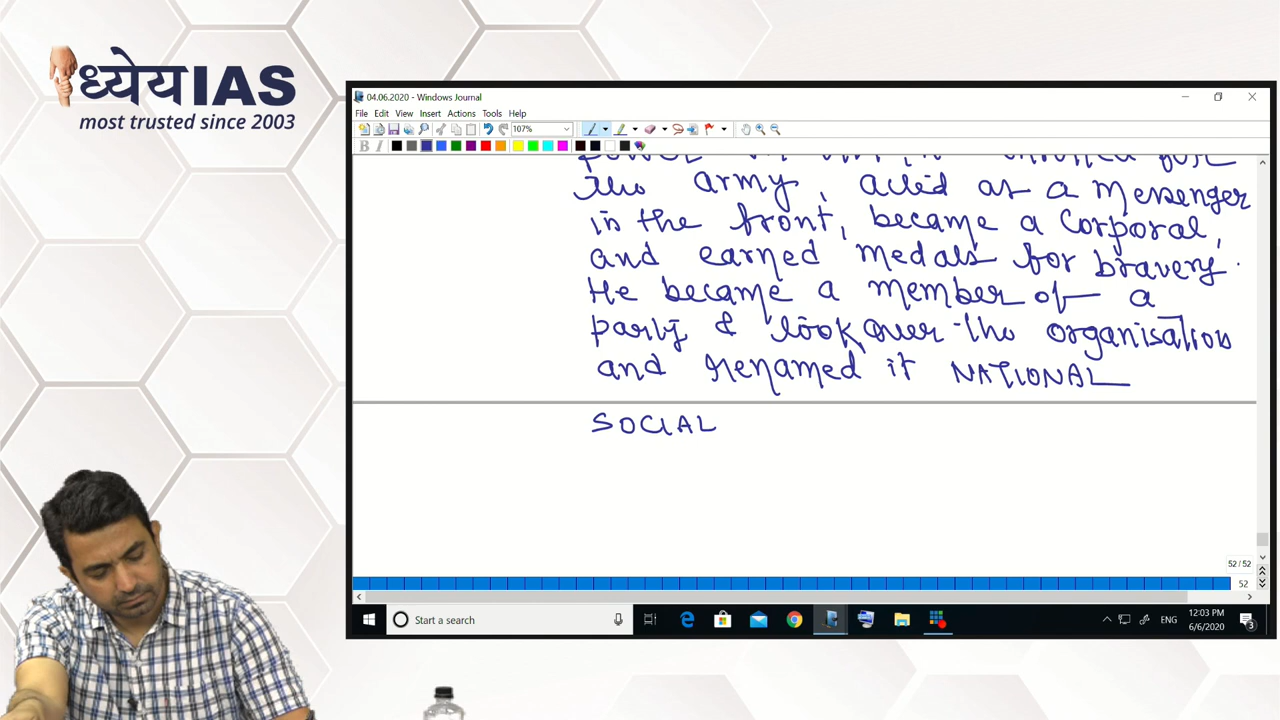 ध्येय IAS
most trusted since 2003
04.06.2020 - Windows Journal
File Edit View Insert Actions Tools Help
107%
B I
power
the army, acted as a messenger
in the front, became a corporal,
and earned medals for bravery.
He became a member of a
party & took over the organisation
and renamed it NATIONAL
SOCIAL
52 / 52
52
Start a search
ENG
12:03 PM
6/6/2020
3